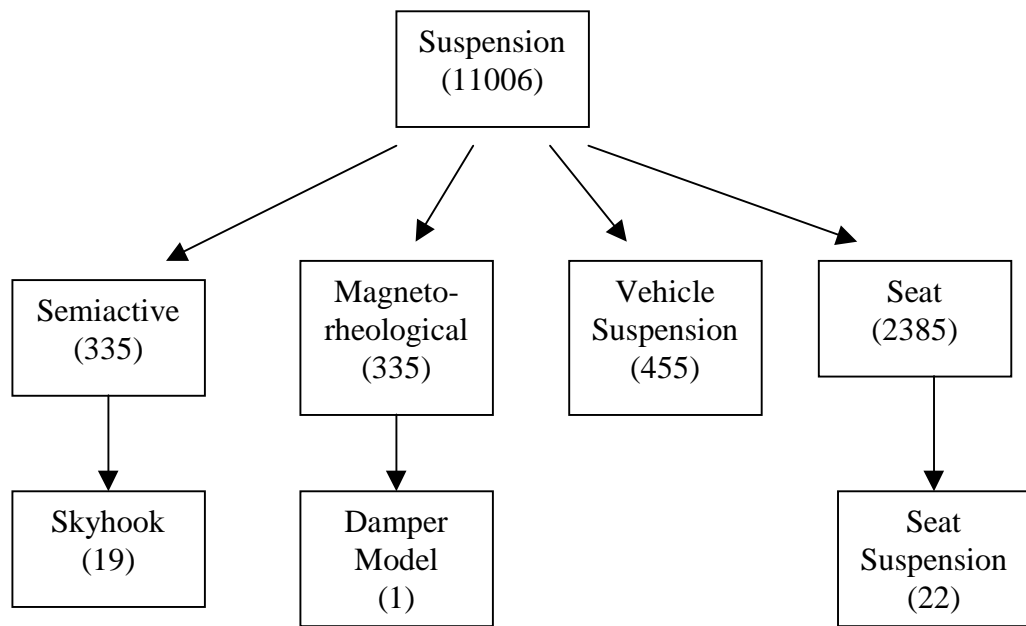 Suspension
(11006)
Semiactive
(335)
Magneto-
rheological
(335)
Vehicle
Suspension
(455)
Seat
(2385)
Skyhook
(19)
Damper
Model
(1)
Seat
Suspension
(22)